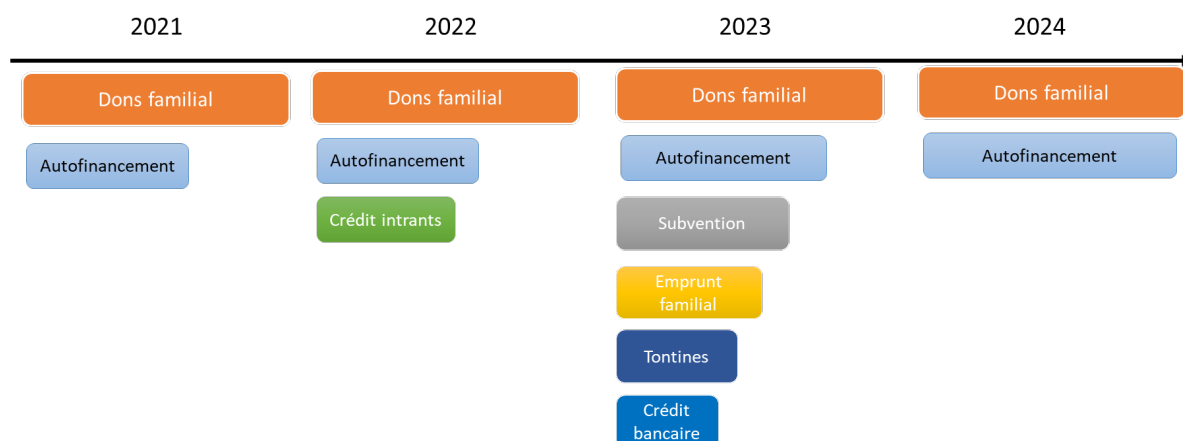 2021
2022
2023
2024
Dons familial
Dons familial
Dons familial
Dons familial
Autofinancement
Autofinancement
Autofinancement
Autofinancement
Crédit intrants
Subvention
Emprunt
familial
Tontines
Crédit
bancaire